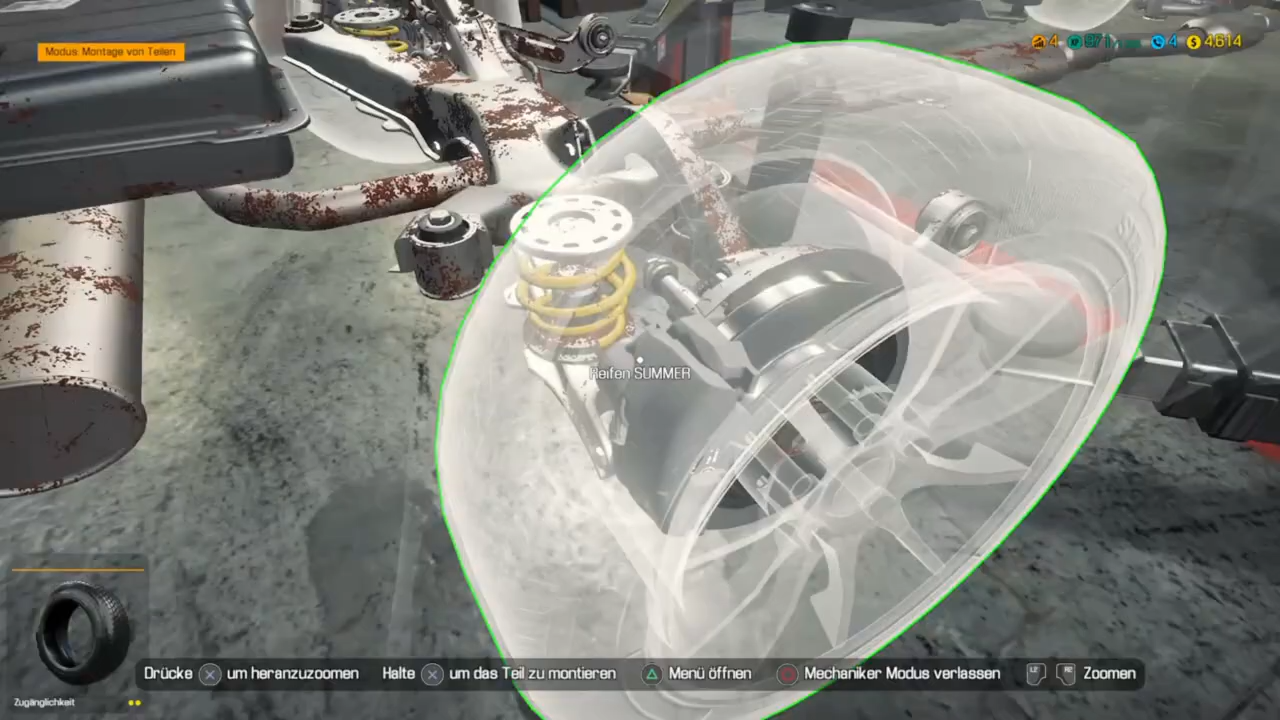 Modus: Montage von Teilen
4
4
4,614
Reifen SUMMER
Drücke um heranzuzoomen Halte um das Teil zu montieren Menü öffnen Mechaniker Modus verlassen Zoomen
Zugänglichkeit